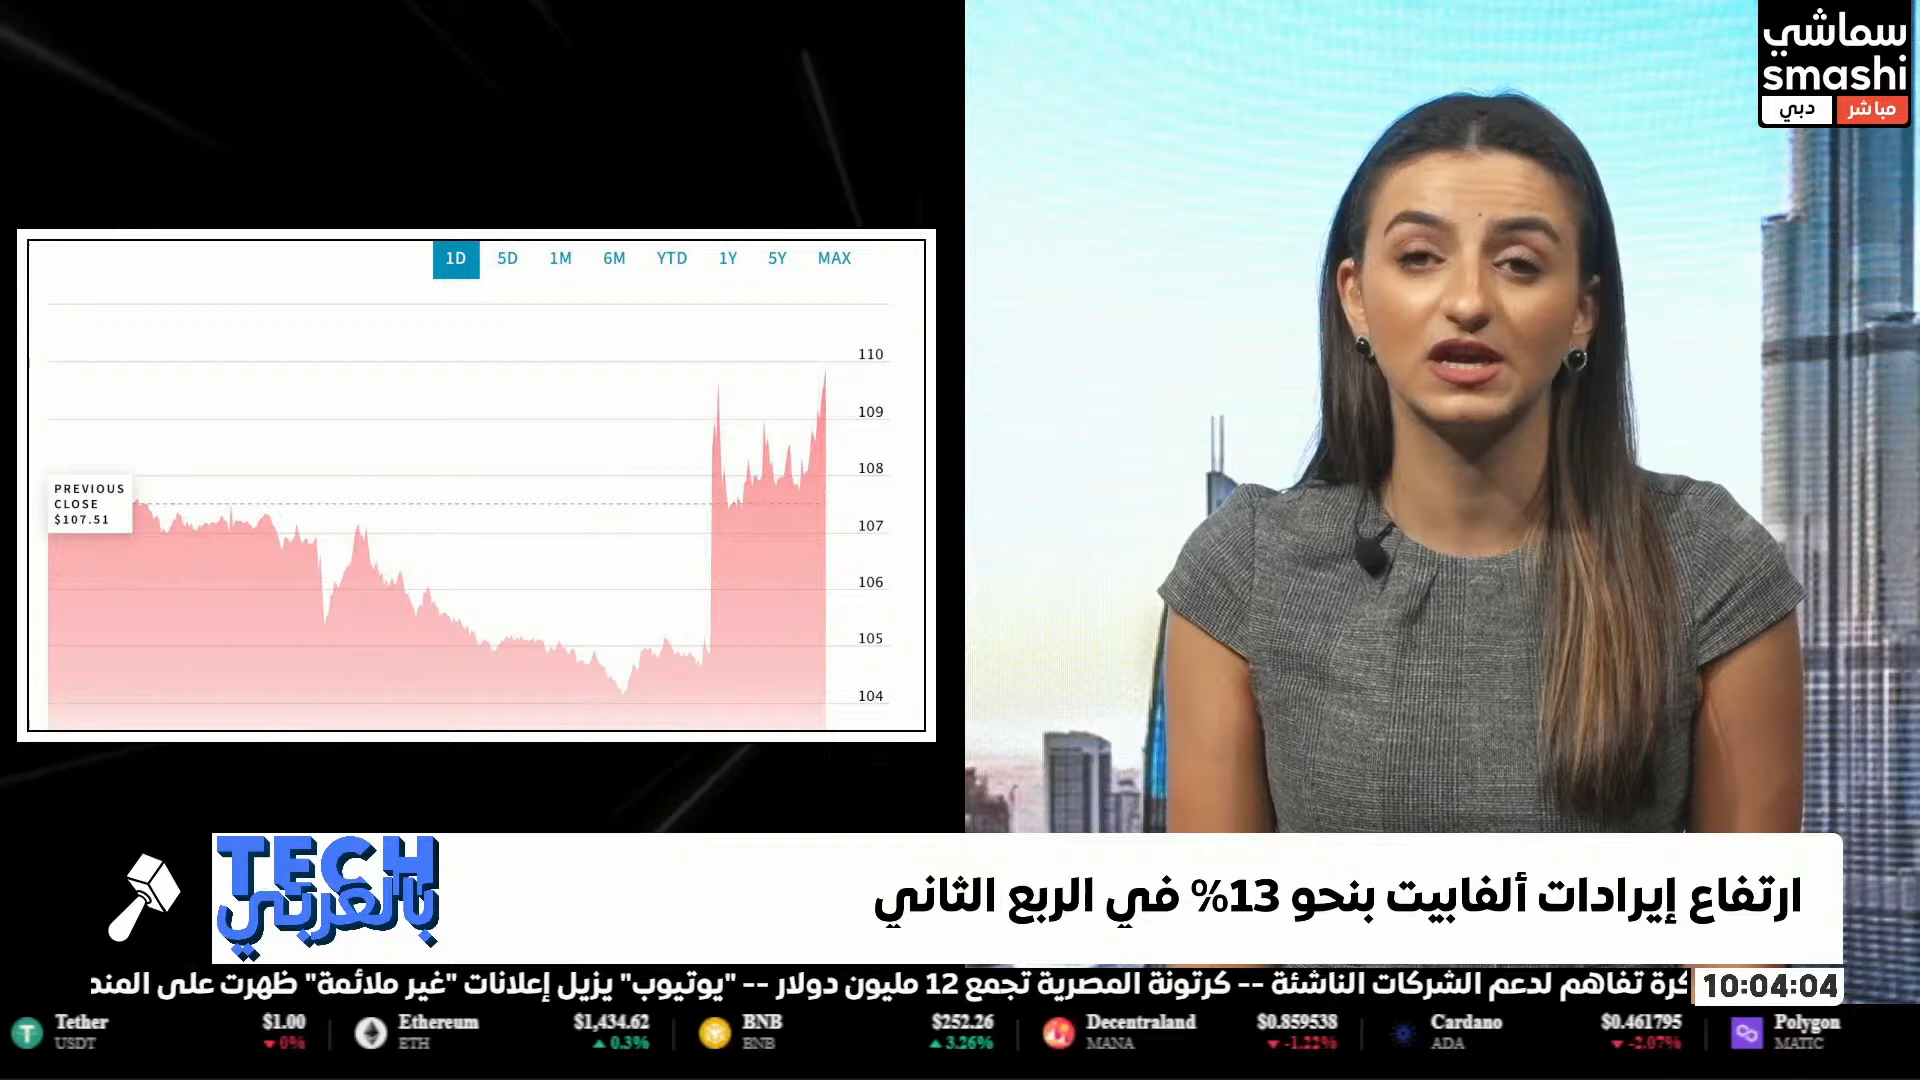 سماشي
smashi
مباشر
دبي
1D 5D 1M 6M YTD 1Y 5Y MAX
110
109
108
PREVIOUS
CLOSE
$107.51
107
106
105
104
TECH
بالعربي
ارتفاع إيرادات ألفابيت بنحو 13% في الربع الثاني
تفاهم لدعم الشركات الناشئة -- كرتونة المصرية تجمع 12 مليون دولار -- "يوتيوب" يزيل إعلانات "غير ملائمة" ظهرت على
10:04:04
Tether $1.00 Ethereum $1,434.62 BNB $252.26 Decentraland $0.859538 Cardano $0.461795 Polygon
USDT ▼ 0% ETH ▲ 0.3% BNB ▲ 3.26% MANA ▼ -1.22% ADA ▼ -2.07% MATIC